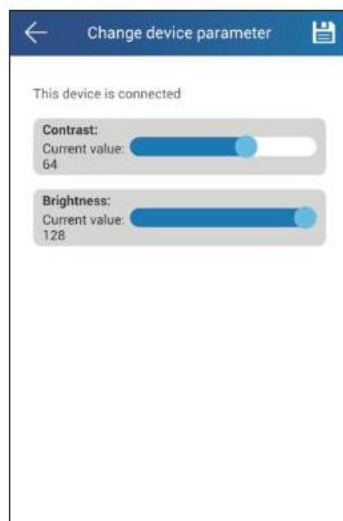 Change device parameter
This device is connected
Contrast:
Current value:
64
Brightness:
Current value:
128